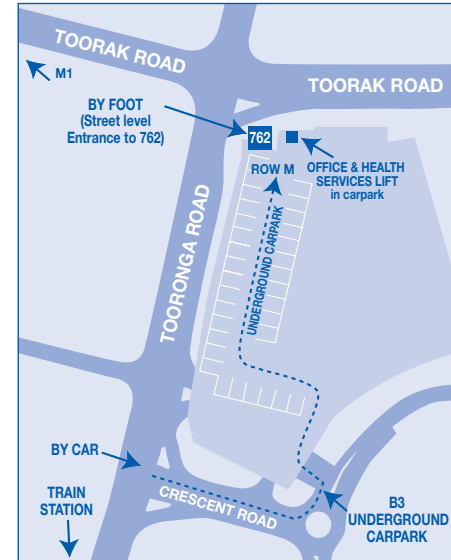 TOORAK ROAD
M1
TOORAK ROAD
BY FOOT
(Street level
Entrance to 762)
762
ROW M
OFFICE & HEALTH
SERVICES LIFT
in carpark
TOORONGA ROAD
UNDERGROUND CARPARK
BY CAR
CRESCENT ROAD
TRAIN
STATION
B3
UNDERGROUND
CARPARK